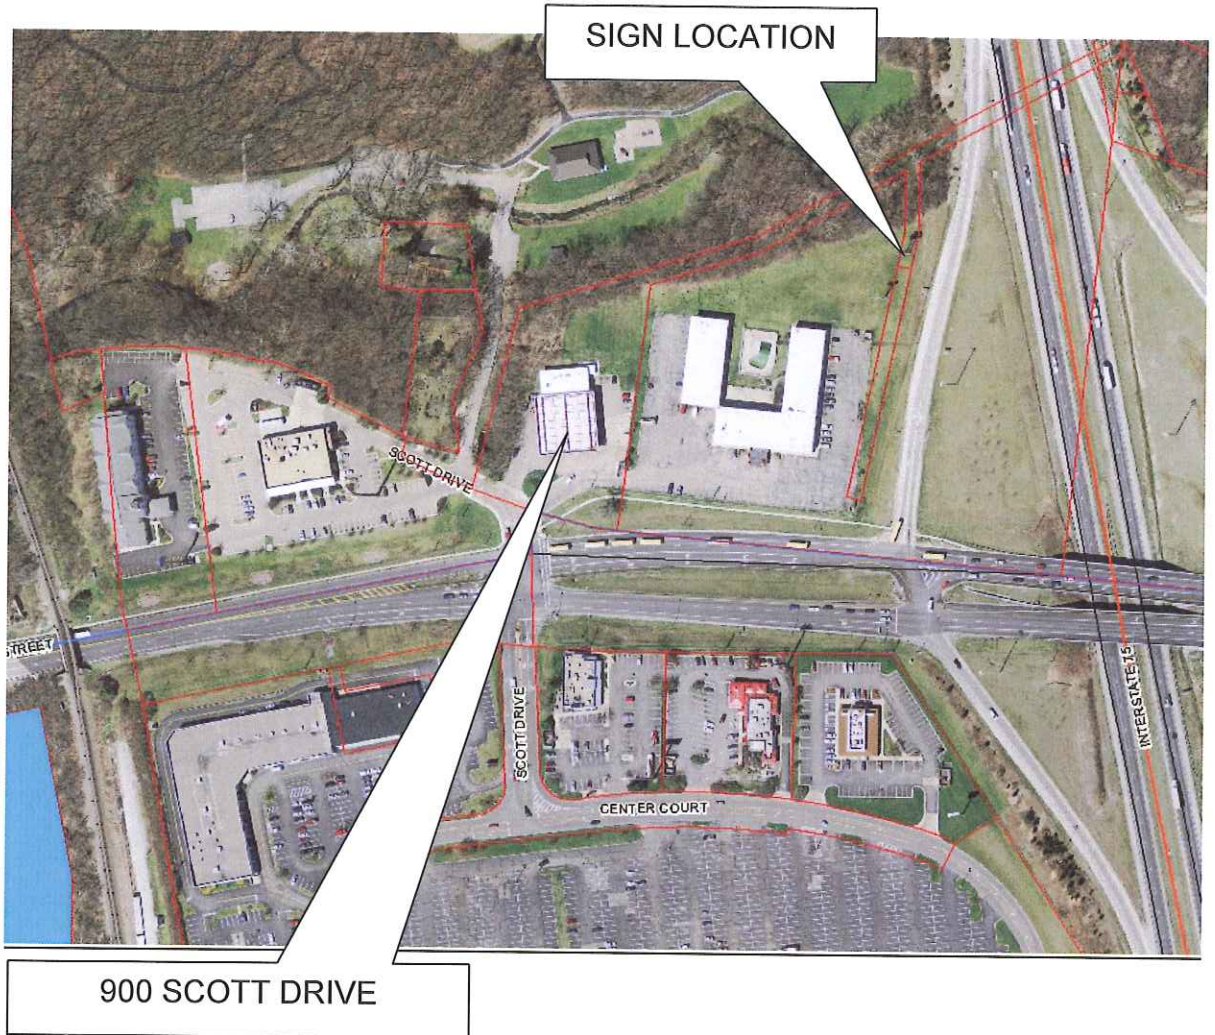 SIGN LOCATION
SCOTT DRIVE
STREET
INTERSTATE 75
SCOTT DRIVE
CENTER COURT
900 SCOTT DRIVE